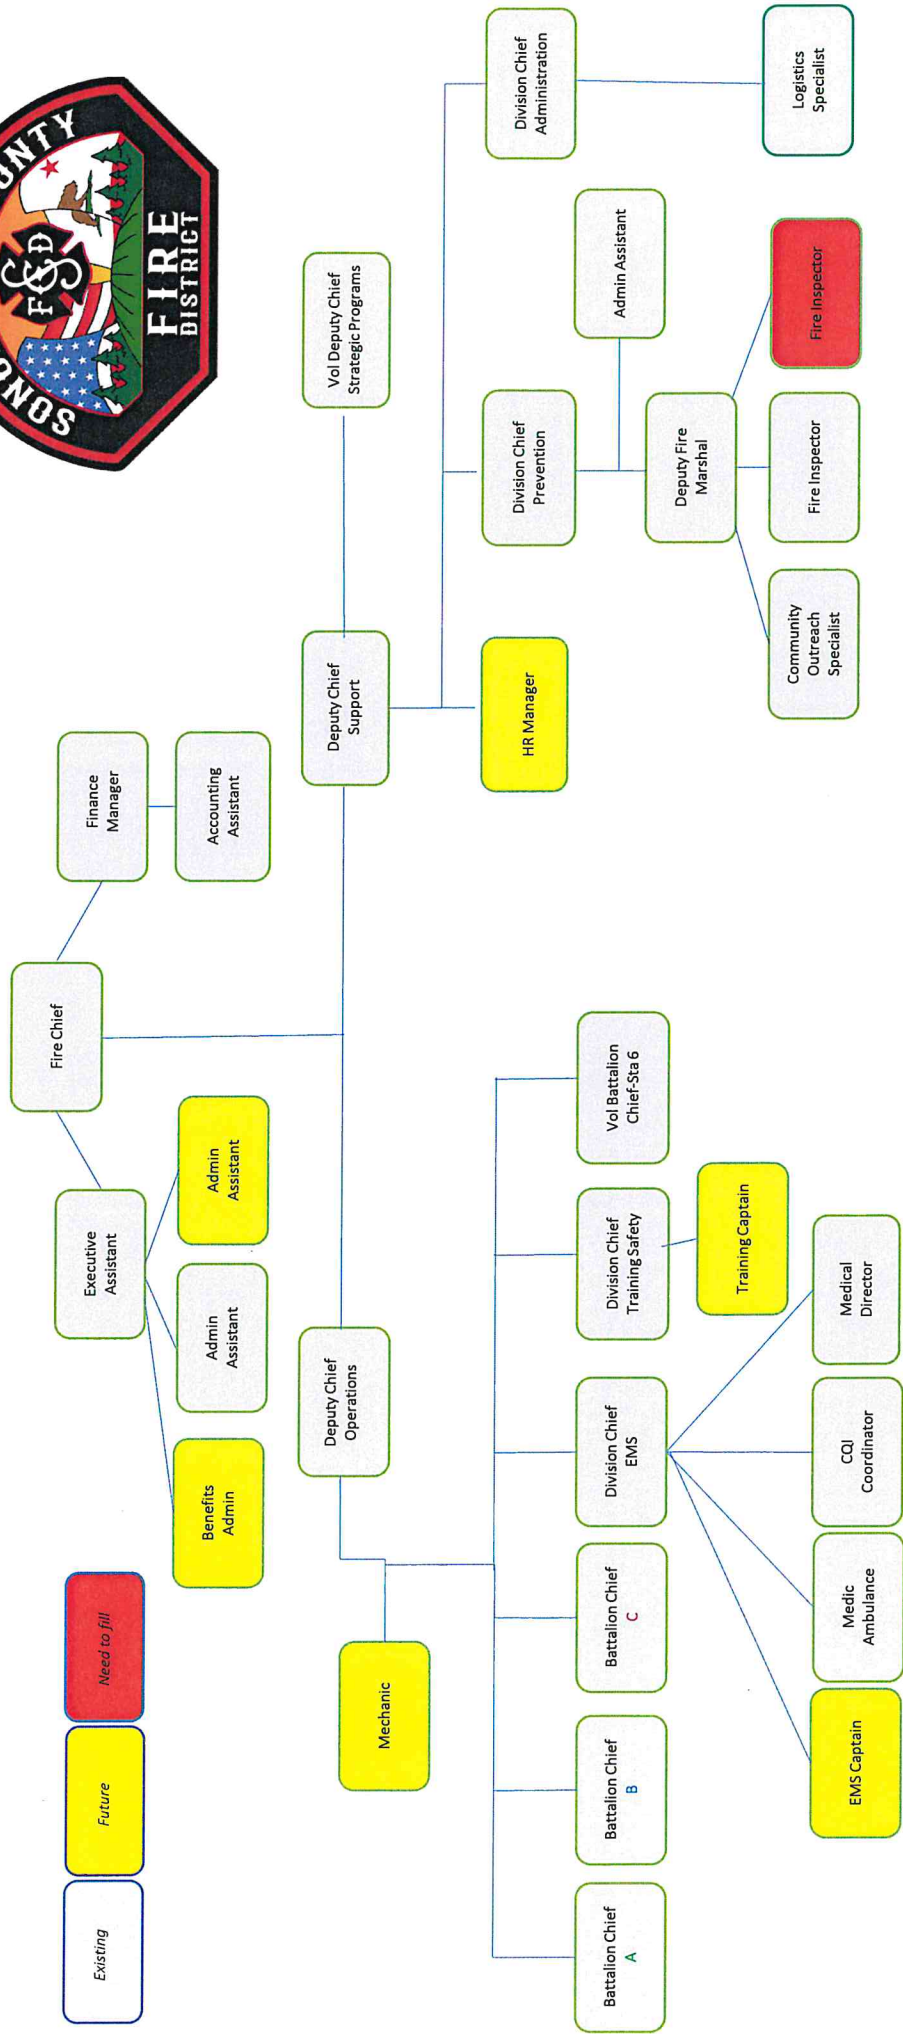 Existing
Future
Need to fill
SONO
OUNTY
F S D
FIRE
DISTRICT
Fire Chief
Executive
Assistant
Finance
Manager
Benefits
Admin
Admin
Assistant
Admin
Assistant
Accounting
Assistant
Deputy Chief
Operations
Deputy Chief
Support
Vol Deputy Chief
Strategic Programs
Mechanic
HR Manager
Division Chief
Prevention
Division Chief
Administration
Battalion Chief
A
Battalion Chief
B
Battalion Chief
C
Division Chief
EMS
Division Chief
Training Safety
Vol Battalion
Chief-Sta 6
Admin Assistant
Training Captain
Deputy Fire
Marshal
EMS Captain
Medic
Ambulance
CQI
Coordinator
Medical
Director
Community
Outreach
Specialist
Fire Inspector
Fire Inspector
Logistics
Specialist